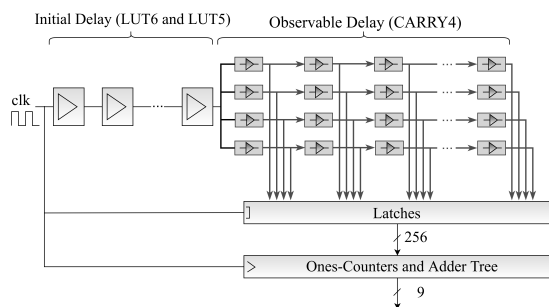 Initial Delay (LUT6 and LUT5)
Observable Delay (CARRY4)
clk
...
...
...
...
...
Latches
256
Ones-Counters and Adder Tree
9